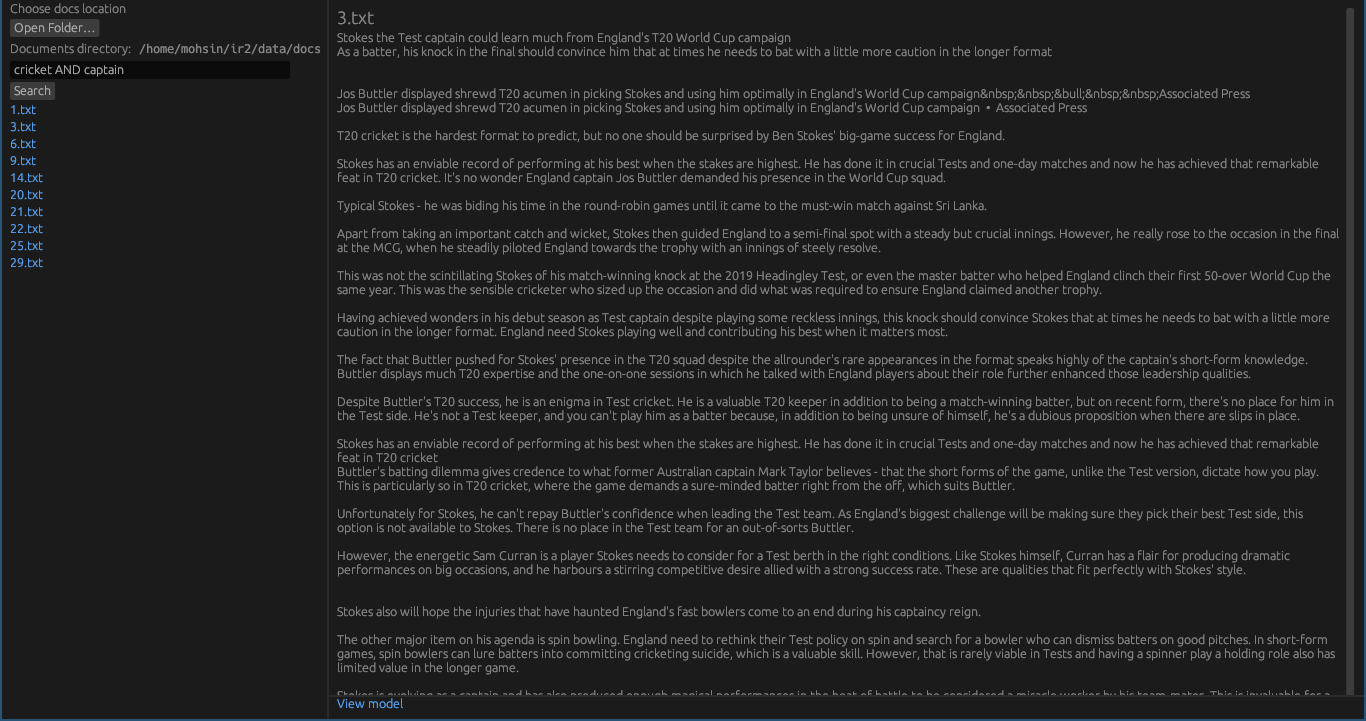 Choose docs location
Open Folder...
Documents directory: /home/mohsin/ir2/data/docs
cricket AND captain
Search
1.txt
3.txt
6.txt
9.txt
14.txt
20.txt
21.txt
22.txt
25.txt
29.txt
3.txt
Stokes the Test captain could learn much from England's T20 World Cup campaign
As a batter, his knock in the final should convince him that at times he needs to bat with a little more caution in the longer format
Jos Buttler displayed shrewd T20 acumen in picking Stokes and using him optimally in England's World Cup campaign&nbsp;&nbsp;&bull;&nbsp;&nbsp;Associated Press
Jos Buttler displayed shrewd T20 acumen in picking Stokes and using him optimally in England's World Cup campaign • Associated Press
T20 cricket is the hardest format to predict, but no one should be surprised by Ben Stokes' big-game success for England.
Stokes has an enviable record of performing at his best when the stakes are highest. He has done it in crucial Tests and one-day matches and now he has achieved that remarkable
feat in T20 cricket. It's no wonder England captain Jos Buttler demanded his presence in the World Cup squad.
Typical Stokes - he was biding his time in the round-robin games until it came to the must-win match against Sri Lanka.
Apart from taking an important catch and wicket, Stokes then guided England to a semi-final spot with a steady but crucial innings. However, he really rose to the occasion in the final
at the MCG, when he steadily piloted England towards the trophy with an innings of steely resolve.
This was not the scintillating Stokes of his match-winning knock at the 2019 Headingley Test, or even the master batter who helped England clinch their first 50-over World Cup the
same year. This was the sensible cricketer who sized up the occasion and did what was required to ensure England claimed another trophy.
Having achieved wonders in his debut season as Test captain despite playing some reckless innings, this knock should convince Stokes that at times he needs to bat with a little more
caution in the longer format. England need Stokes playing well and contributing his best when it matters most.
The fact that Buttler pushed for Stokes' presence in the T20 squad despite the allrounder's rare appearances in the format speaks highly of the captain's short-form knowledge.
Buttler displays much T20 expertise and the one-on-one sessions in which he talked with England players about their role further enhanced those leadership qualities.
Despite Buttler's T20 success, he is an enigma in Test cricket. He is a valuable T20 keeper in addition to being a match-winning batter, but on recent form, there's no place for him in
the Test side. He's not a Test keeper, and you can't play him as a batter because, in addition to being unsure of himself, he's a dubious proposition when there are slips in place.
Stokes has an enviable record of performing at his best when the stakes are highest. He has done it in crucial Tests and one-day matches and now he has achieved that remarkable
feat in T20 cricket
Buttler's batting dilemma gives credence to what former Australian captain Mark Taylor believes - that the short forms of the game, unlike the Test version, dictate how you play.
This is particularly so in T20 cricket, where the game demands a sure-minded batter right from the off, which suits Buttler.
Unfortunately for Stokes, he can't repay Buttler's confidence when leading the Test team. As England's biggest challenge will be making sure they pick their best Test side, this
option is not available to Stokes. There is no place in the Test team for an out-of-sorts Buttler.
However, the energetic Sam Curran is a player Stokes needs to consider for a Test berth in the right conditions. Like Stokes himself, Curran has a flair for producing dramatic
performances on big occasions, and he harbours a stirring competitive desire allied with a strong success rate. These are qualities that fit perfectly with Stokes' style.
Stokes also will hope the injuries that have haunted England's fast bowlers come to an end during his captaincy reign.
The other major item on his agenda is spin bowling. England need to rethink their Test policy on spin and search for a bowler who can dismiss batters on good pitches. In short-form
games, spin bowlers can lure batters into committing cricketing suicide, which is a valuable skill. However, that is rarely viable in Tests and having a spinner play a holding role also has
limited value in the longer game.
Stokes is evolving as a captain and has also produced enough magical performances in the heat of battle to be considered a miracle worker by his team-mates. This is invaluable for a
View model